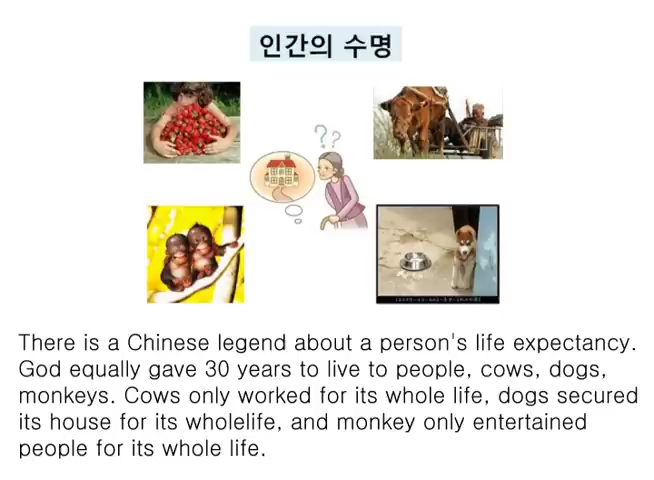 인간의 수명
??
There is a Chinese legend about a person's life expectancy.
God equally gave 30 years to live to people, cows, dogs,
monkeys. Cows only worked for its whole life, dogs secured
its house for its wholelife, and monkey only entertained
people for its whole life.